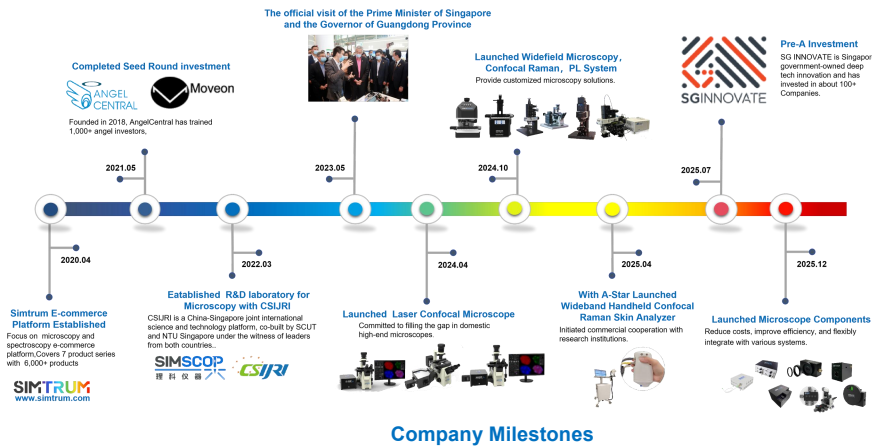 The official visit of the Prime Minister of Singapore
and the Governor of Guangdong Province
Completed Seed Round investment
ANGEL
CENTRAL
Moveon
Founded in 2018, AngelCentral has trained
1,000+ angel investors,
Launched Widefield Microscopy,
Confocal Raman, PL System
Provide customized microscopy solutions.
SGINNOVATE
Pre-A Investment
SG INNOVATE is Singapor
government-owned deep
tech innovation and has
invested in about 100+
Companies.
2021.05
2023.05
2024.10
2025.07
2020.04
2022.03
2024.04
2025.04
2025.12
Simtrum E-commerce
Platform Established
Focus on microscopy and
spectroscopy e-commerce
platform,Covers 7 product series
with 6,000+ products
SIMTRUM
www.simtrum.com
Eatablished R&D laboratory for
Microscopy with CSIJRI
CSIJRI is a China-Singapore joint international
science and technology platform, co-built by SCUT
and NTU Singapore under the witness of leaders
from both countries..
SIMSCOP
理科仪器
CSIJRI
Launched Laser Confocal Microscope
Committed to filling the gap in domestic
high-end microscopes.
With A-Star Launched
Wideband Handheld Confocal
Raman Skin Analyzer
Initiated commercial cooperation with
research institutions.
Launched Microscope Components
Reduce costs, improve efficiency, and flexibly
integrate with various systems.
Company Milestones